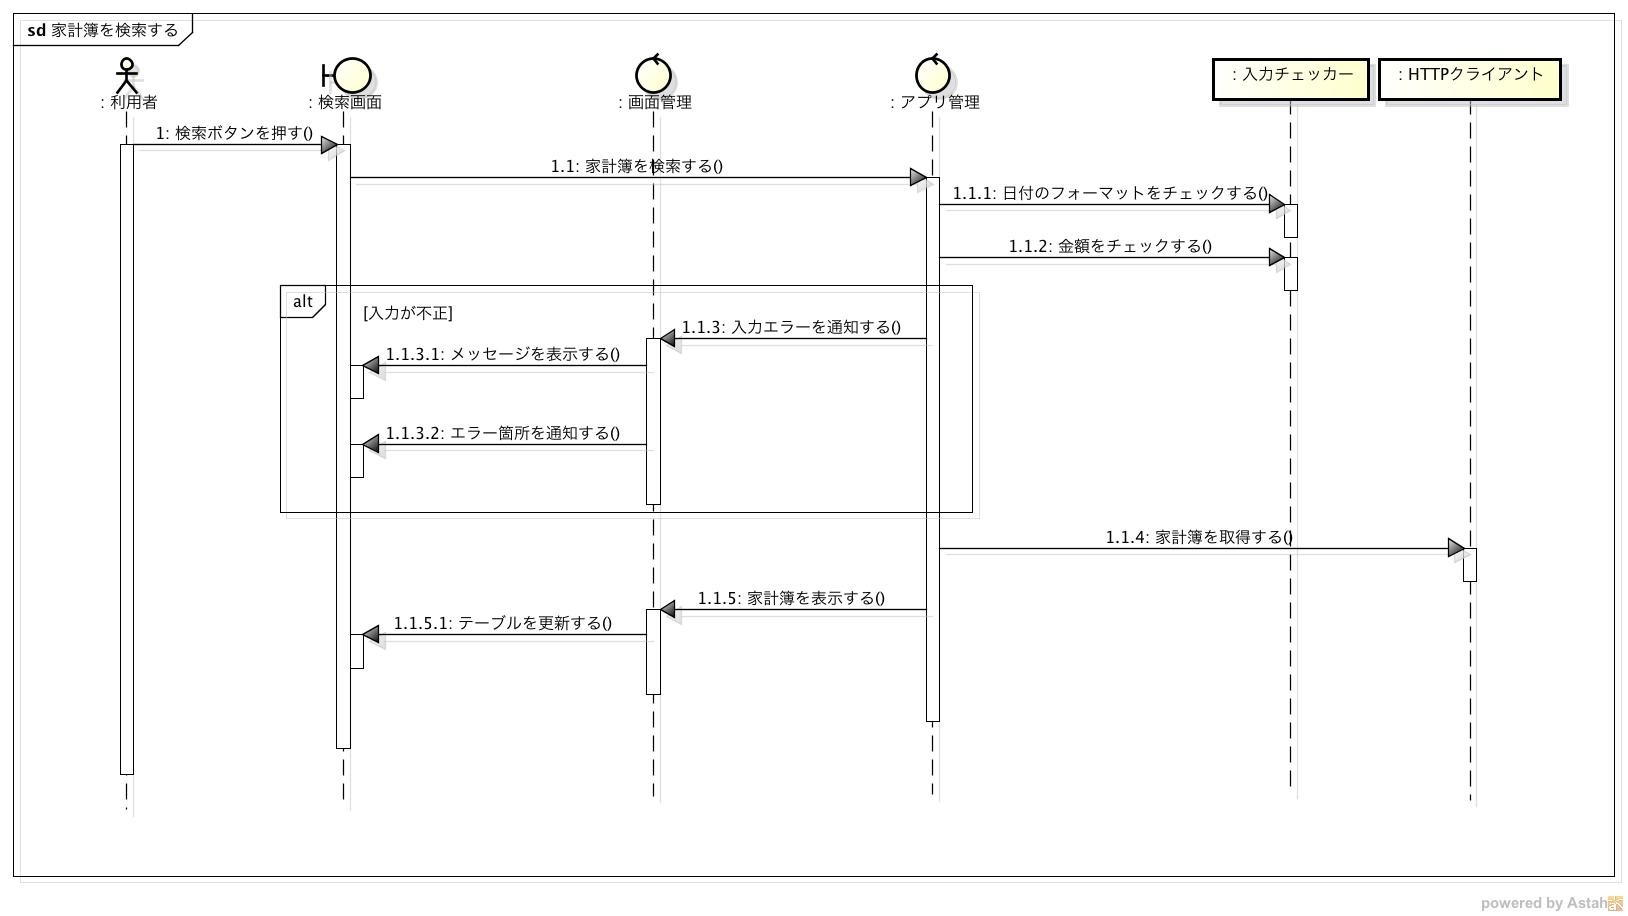 sd 家計簿を検索する
: 利用者
: 検索画面
: 画面管理
: アプリ管理
: 入力チェッカー
: HTTPクライアント
1: 検索ボタンを押す()
1.1: 家計簿を検索する()
1.1.1: 日付のフォーマットをチェックする()
1.1.2: 金額をチェックする()
alt
[入力が不正]
1.1.3: 入力エラーを通知する()
1.1.3.1: メッセージを表示する()
1.1.3.2: エラー箇所を通知する()
1.1.4: 家計簿を取得する()
1.1.5: 家計簿を表示する()
1.1.5.1: テーブルを更新する()
powered by Astah